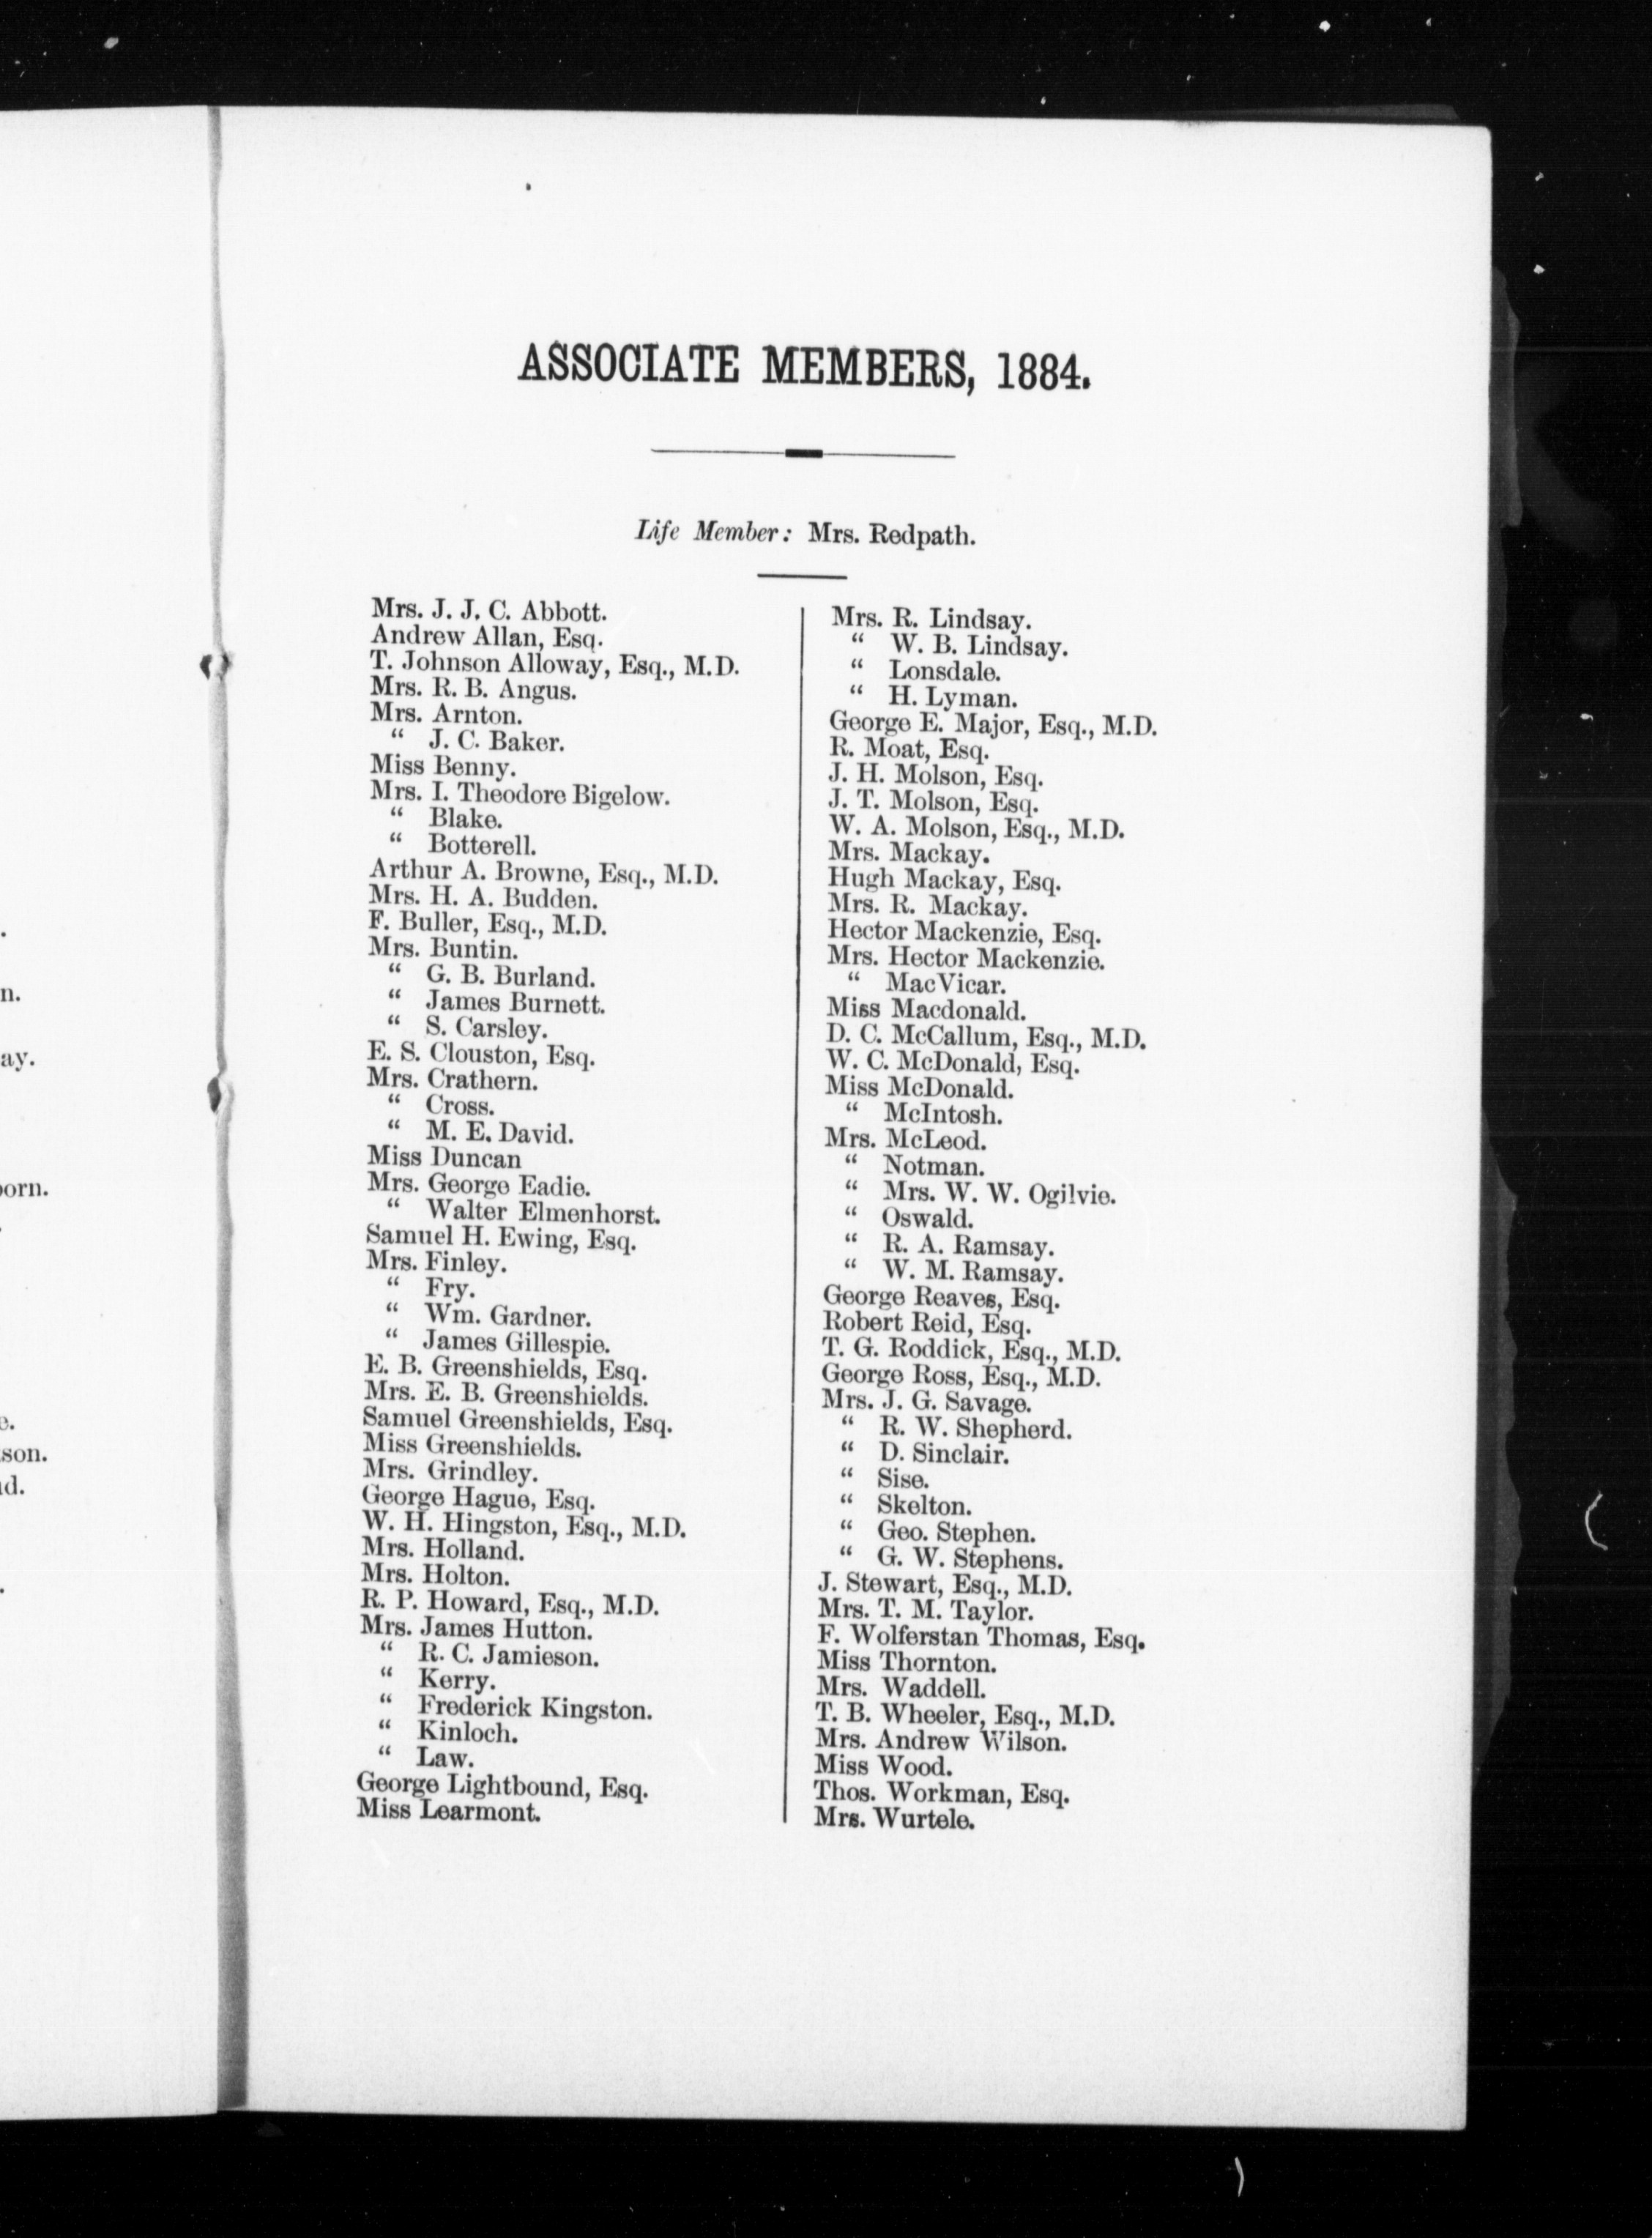 ASSOCIATE MEMBERS, 1884.
Life Member: Mrs. Redpath.
Mrs. J. J. C. Abbott.
Andrew Allan, Esq.
T. Johnson Alloway, Esq., M.D.
Mrs. R. B. Angus.
Mrs. Arnton.
“ J. C. Baker.
Miss Benny.
Mrs. I. Theodore Bigelow.
“ Blake.
“ Botterell.
Arthur A. Browne, Esq., M.D.
Mrs. H. A. Budden.
F. Buller, Esq., M.D.
Mrs. Buntin.
“ G. B. Burland.
“ James Burnett.
“ S. Carsley.
E. S. Clouston, Esq.
Mrs. Crathern.
“ Cross.
“ M. E. David.
Miss Duncan
Mrs. George Eadie.
“ Walter Elmenhorst.
Samuel H. Ewing, Esq.
Mrs. Finley.
“ Fry.
“ Wm. Gardner.
“ James Gillespie.
E. B. Greenshields, Esq.
Mrs. E. B. Greenshields.
Samuel Greenshields, Esq.
Miss Greenshields.
Mrs. Grindley.
George Hague, Esq.
W. H. Hingston, Esq., M.D.
Mrs. Holland.
Mrs. Holton.
R. P. Howard, Esq., M.D.
Mrs. James Hutton.
“ R. C. Jamieson.
“ Kerry.
“ Frederick Kingston.
“ Kinloch.
“ Law.
George Lightbound, Esq.
Miss Learmont.
Mrs. R. Lindsay.
“ W. B. Lindsay.
“ Lonsdale.
“ H. Lyman.
George E. Major, Esq., M.D.
R. Moat, Esq.
J. H. Molson, Esq.
J. T. Molson, Esq.
W. A. Molson, Esq., M.D.
Mrs. Mackay.
Hugh Mackay, Esq.
Mrs. R. Mackay.
Hector Mackenzie, Esq.
Mrs. Hector Mackenzie.
“ MacVicar.
Miss Macdonald.
D. C. McCallum, Esq., M.D.
W. C. McDonald, Esq.
Miss McDonald.
“ McIntosh.
Mrs. McLeod.
“ Notman.
“ Mrs. W. W. Ogilvie.
“ Oswald.
“ R. A. Ramsay.
“ W. M. Ramsay.
George Reaves, Esq.
Robert Reid, Esq.
T. G. Roddick, Esq., M.D.
George Ross, Esq., M.D.
Mrs. J. G. Savage.
“ R. W. Shepherd.
“ D. Sinclair.
“ Sise.
“ Skelton.
“ Geo. Stephen.
“ G. W. Stephens.
J. Stewart, Esq., M.D.
Mrs. T. M. Taylor.
F. Wolferstan Thomas, Esq.
Miss Thornton.
Mrs. Waddell.
T. B. Wheeler, Esq., M.D.
Mrs. Andrew Wilson.
Miss Wood.
Thos. Workman, Esq.
Mrs. Wurtele.